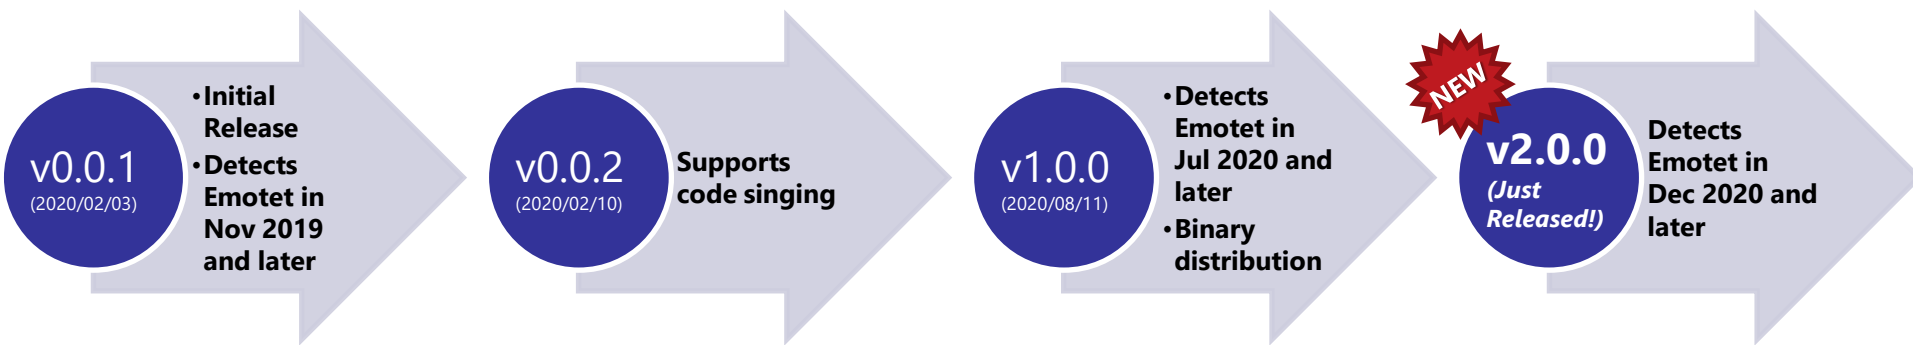 v0.0.1
(2020/02/03)
•Initial
Release
•Detects
Emotet in
Nov 2019
and later
v0.0.2
(2020/02/10)
Supports
code singing
v1.0.0
(2020/08/11)
•Detects
Emotet in
Jul 2020 and
later
•Binary
distribution
NEW
v2.0.0
(Just
Released!)
Detects
Emotet in
Dec 2020 and
later